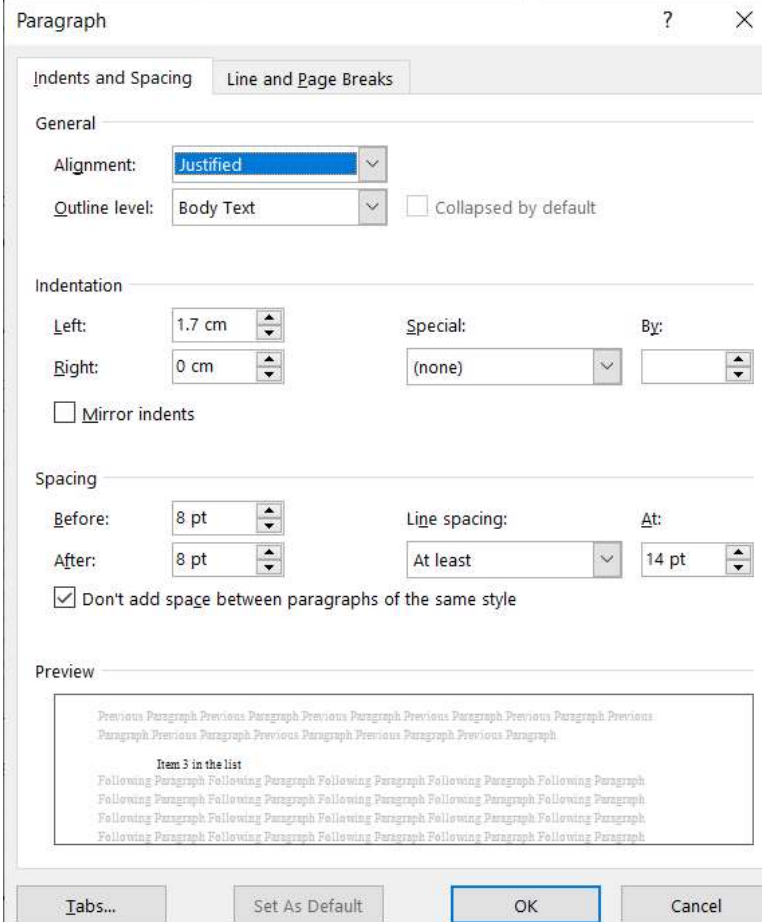 Paragraph ?
Indents and Spacing Line and Page Breaks
General
Alignment: Justified
Outline level: Body Text Collapsed by default
Indentation
Left: 1.7 cm Special: By:
Right: 0 cm (none)
Mirror indents
Spacing
Before: 8 pt Line spacing: At:
After: 8 pt At least 14 pt
Don't add space between paragraphs of the same style
Preview
Previous Paragraph Previous Paragraph Previous Paragraph Previous Paragraph Previous Paragraph Previous
Paragraph Previous Paragraph Previous Paragraph Previous Paragraph Previous Paragraph
Item 3 in the list
Following Paragraph Following Paragraph Following Paragraph Following Paragraph Following Paragraph
Following Paragraph Following Paragraph Following Paragraph Following Paragraph Following Paragraph
Following Paragraph Following Paragraph Following Paragraph Following Paragraph Following Paragraph
Following Paragraph Following Paragraph Following Paragraph Following Paragraph Following Paragraph
Tabs... Set As Default OK Cancel